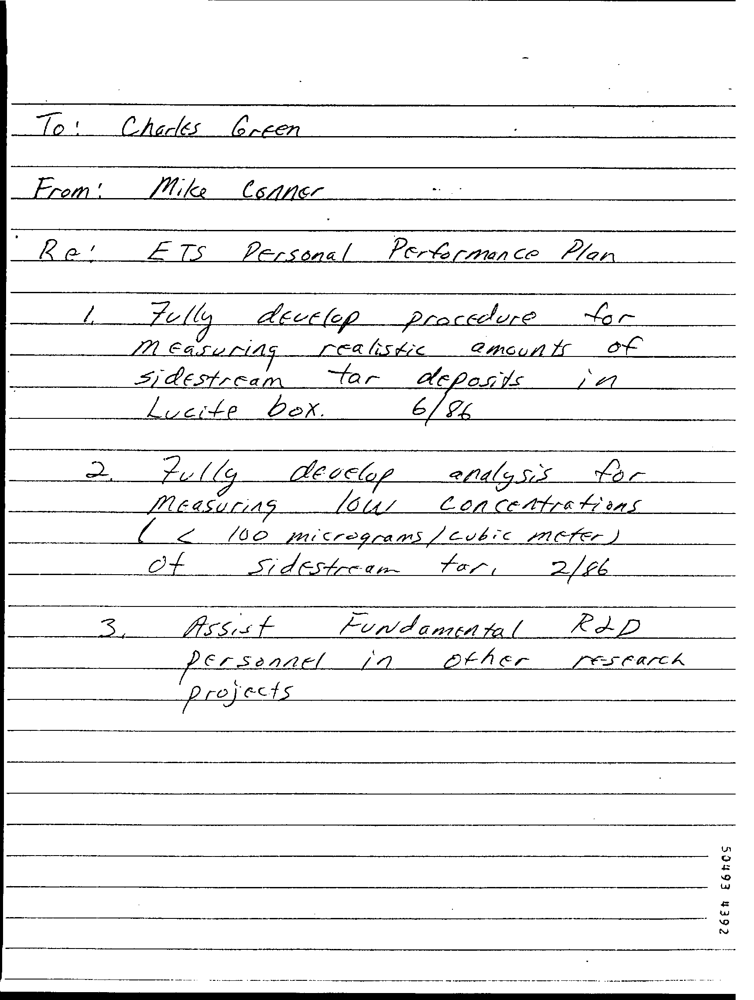 To: Charles Green
From: Mike Conner
Re: ETS Personal Performance Plan
1. Fully develop procedure for
measuring realistic amounts of
sidestream tar deposits in
Lucite box. 6/86
2. Fully develop analysis for
measuring low concentrations
( < 100 micrograms/cubic meter)
of sidestream tar. 2/86
3. Assist Fundamental R&D
personnel in other research
projects
50493 4392